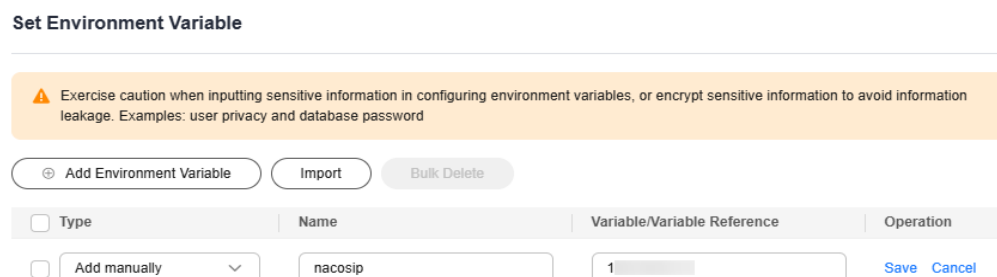 Set Environment Variable
Exercise caution when inputting sensitive information in configuring environment variables, or encrypt sensitive information to avoid information
leakage. Examples: user privacy and database password
Add Environment Variable Import Bulk Delete
Type Name Variable/Variable Reference Operation
Add manually nacosip 1 Save Cancel